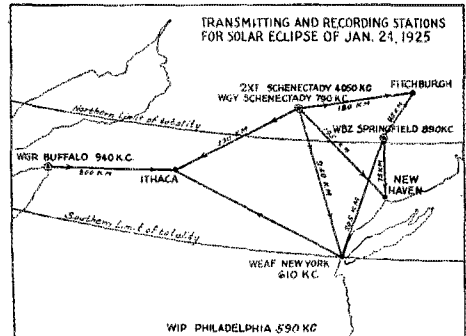 TRANSMITTING AND RECORDING STATIONS
FOR SOLAR ECLIPSE OF JAN. 24, 1925
2XF SCHENECTADY 4050 KC
WGY SCHENECTADY 790 KC
FITCHBURGH
180 KM
Northern limit of totality
WBZ SPRINGFIELD 890KC
WGR BUFFALO 940 K.C.
200 KM
ITHACA
NEW
HAVEN
Southern limit of totality
WEAF NEW YORK
610 KC
WIP PHILADELPHIA 590 KC